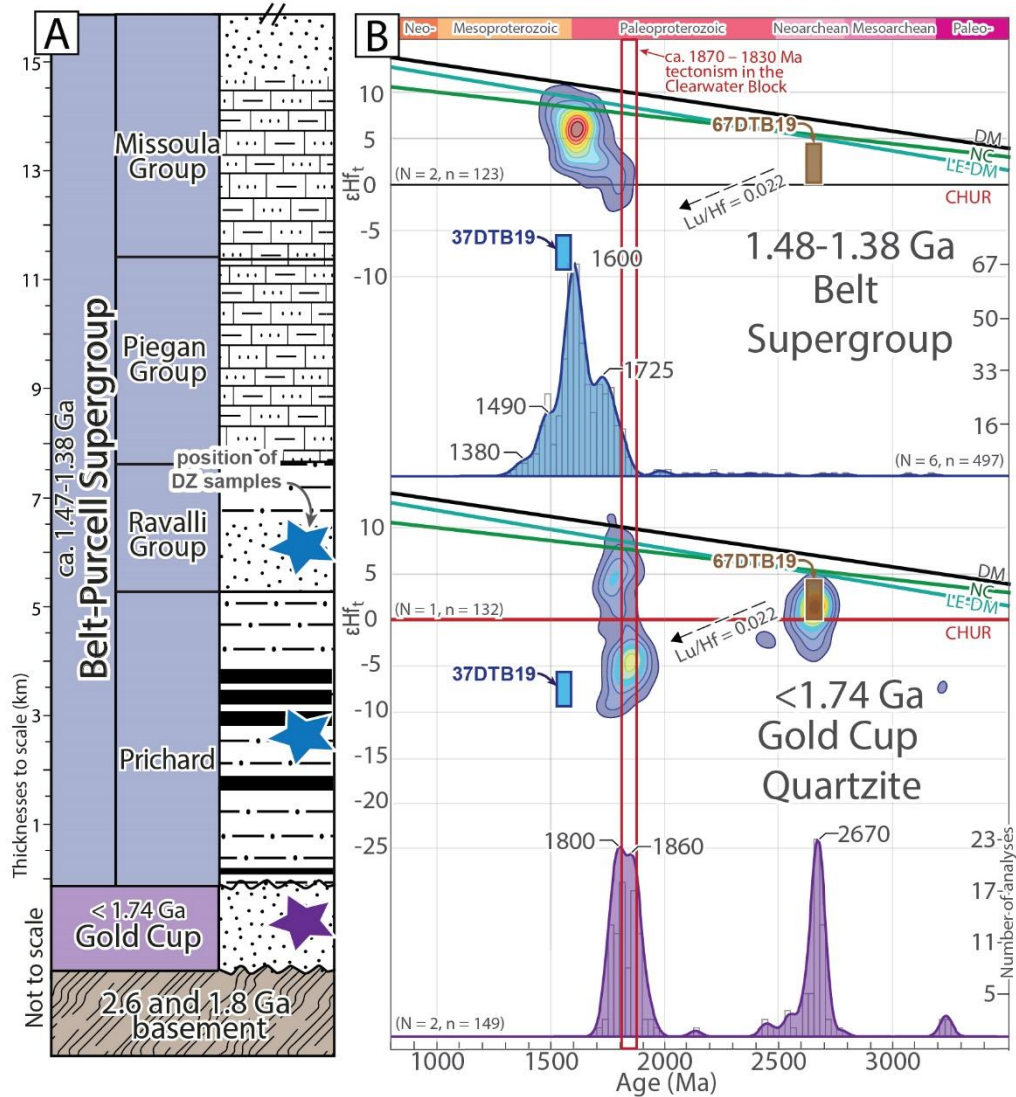 A
15
13
11
9
7
5
3
1
Thicknesses to scale (km)
Not to scale
ca. 1.47-1.38 Ga
Belt-Purcell Supergroup
Missoula
Group
Piegan
Group
position of
DZ samples
Ravalli
Group
Prichard
< 1.74 Ga
Gold Cup
2.6 and 1.8 Ga
basement
B
Neo-
Mesoproterozoic
Paleoproterozoic
Neoarchean
Mesoarchean
Paleo-
ca. 1870 – 1830 Ma
tectonism in the
Clearwater Block
10
5
0
-5
-10
εHft
67DTB19
DM
NC
LE-DM
CHUR
(N = 2, n = 123)
Lu/Hf = 0.022
37DTB19
1.48-1.38 Ga
Belt
Supergroup
1600
1725
1490
1380
67
50
33
16
(N = 6, n = 497)
10
5
0
-5
-10
-15
-20
-25
εHft
67DTB19
DM
NC
LE-DM
CHUR
(N = 1, n = 132)
Lu/Hf = 0.022
37DTB19
<1.74 Ga
Gold Cup
Quartzite
1800
1860
2670
23
17
11
5
Number of analyses
(N = 2, n = 149)
1000
1500
2000
2500
3000
Age (Ma)